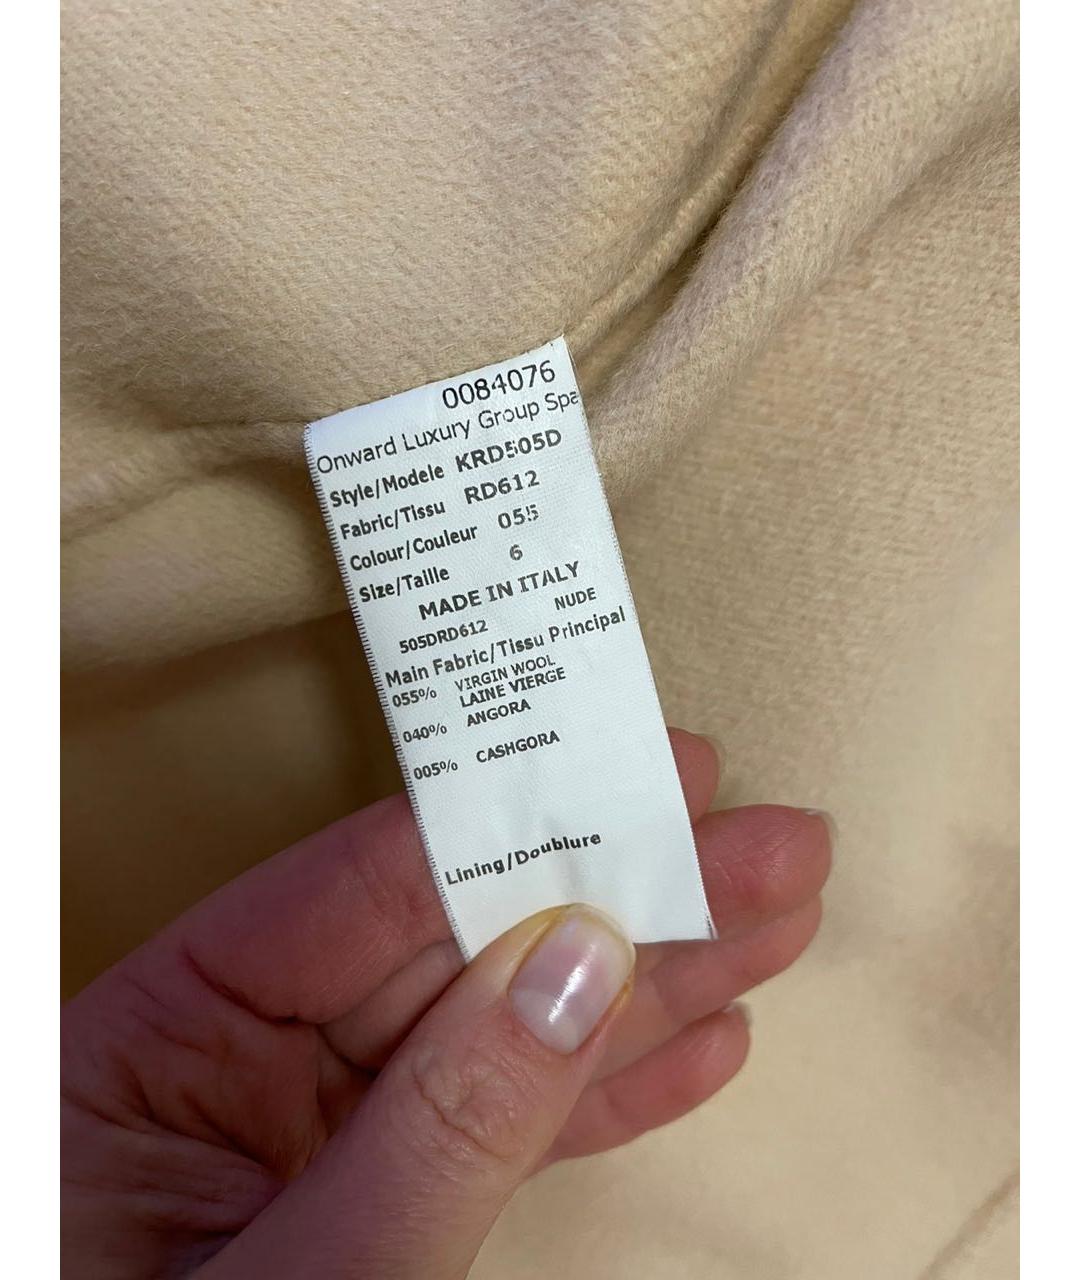 0084076
Onward Luxury Group Spa
Style/Modele KRD505D
Fabric/Tissu RD612
Colour/Couleur 055
Size/Taille 6
MADE IN ITALY
505DRD612 NUDE
Main Fabric/Tissu Principal
055% VIRGIN WOOL
LAINE VIERGE
040% ANGORA
005% CASHGORA
Lining/Doublure